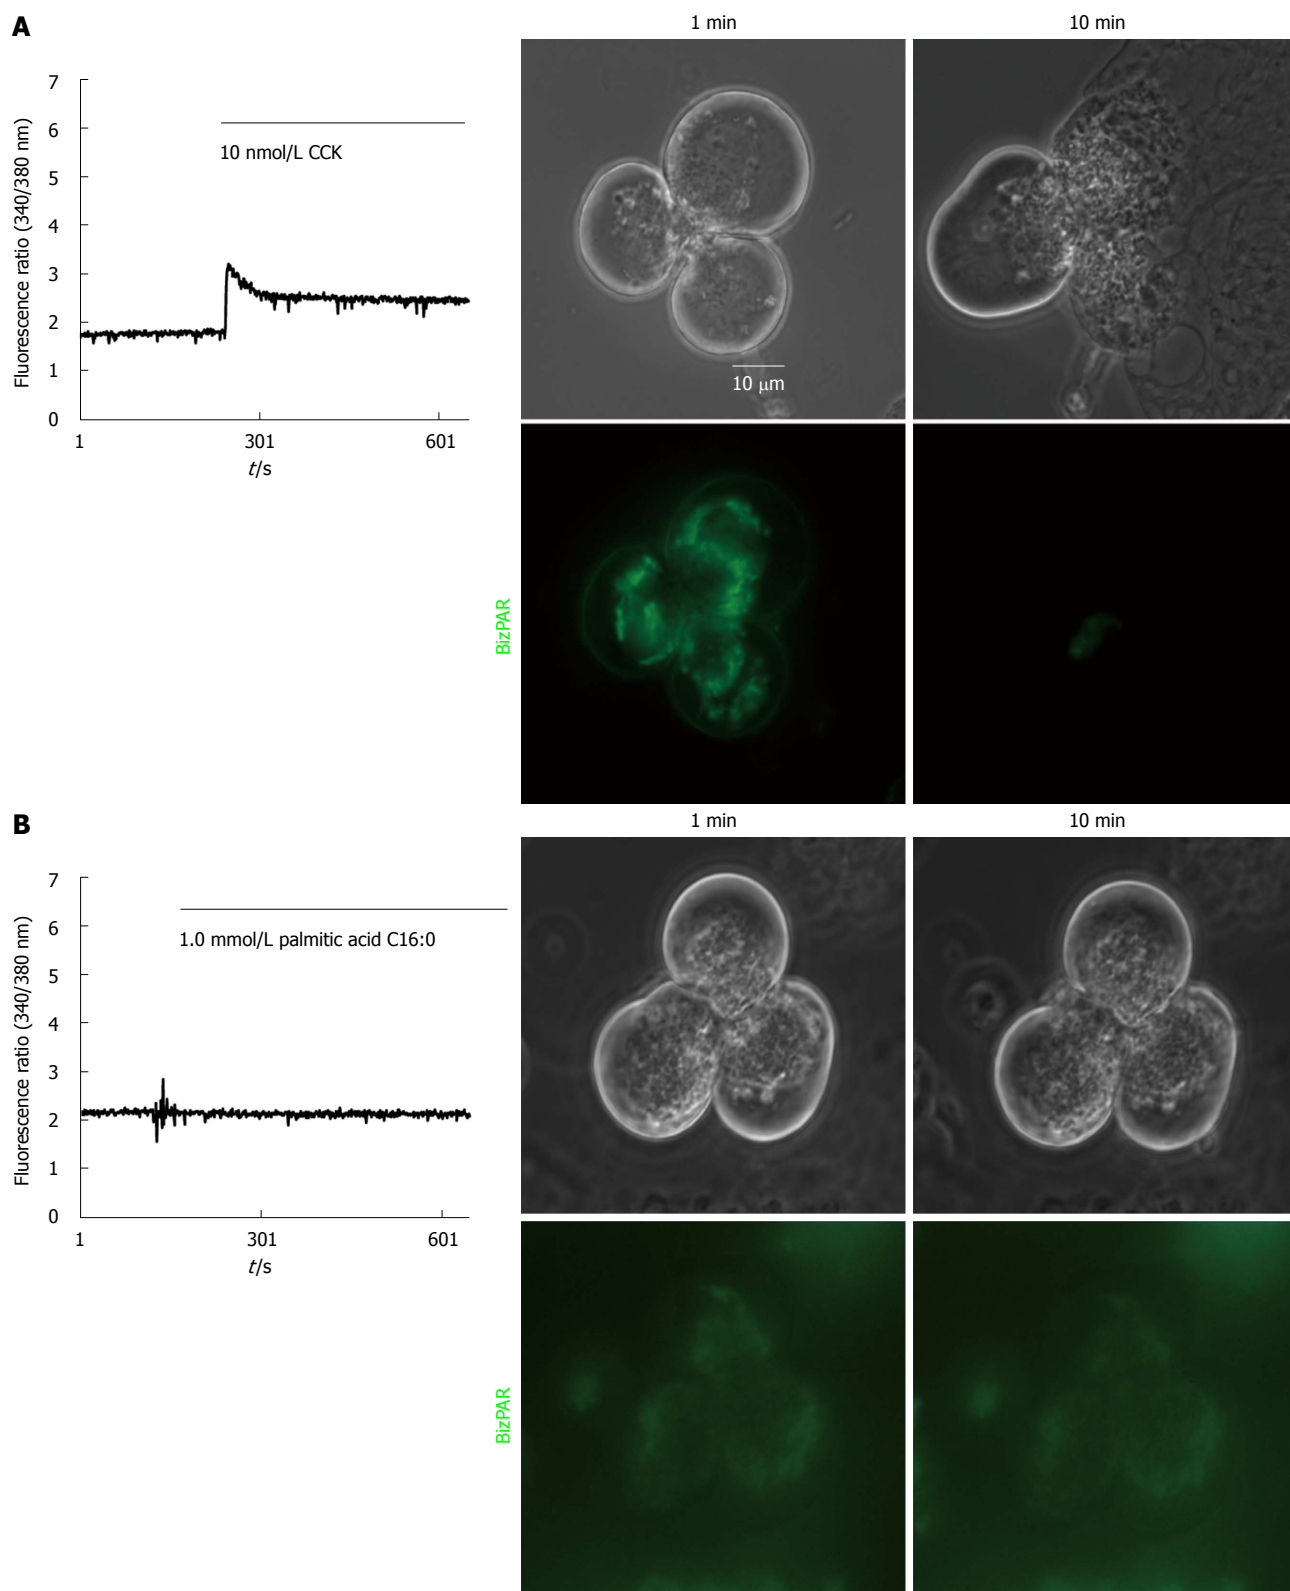 A
1 min
10 min
7
6
5
4
3
2
1
0
Fluorescence ratio (340/380 nm)
10 nmol/L CCK
1
301
601
t/s
10 μm
BizPAR
B
1 min
10 min
7
6
5
4
3
2
1
0
Fluorescence ratio (340/380 nm)
1.0 mmol/L palmitic acid C16:0
1
301
601
t/s
BizPAR